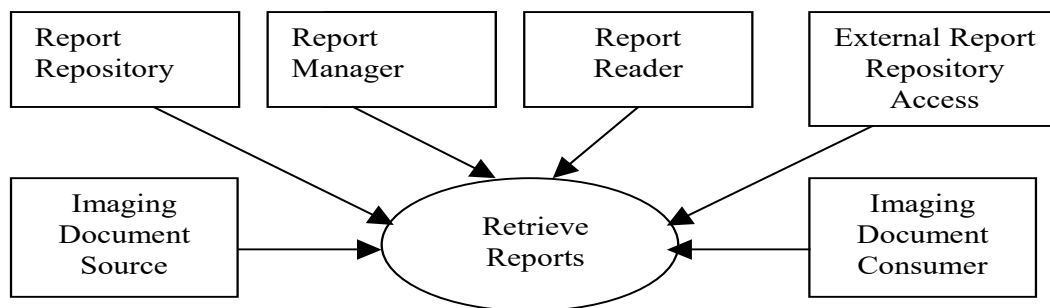 Report
Repository
Report
Manager
Report
Reader
External Report
Repository
Access
Imaging
Document
Source
Retrieve
Reports
Imaging
Document
Consumer